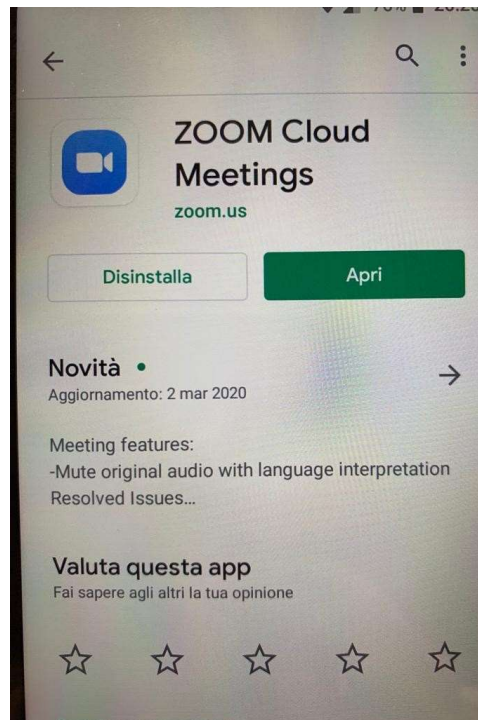 ZOOM Cloud
Meetings
zoom.us
Disinstalla
Apri
Novità
Aggiornamento: 2 mar 2020
Meeting features:
-Mute original audio with language interpretation
Resolved Issues...
Valuta questa app
Fai sapere agli altri la tua opinione